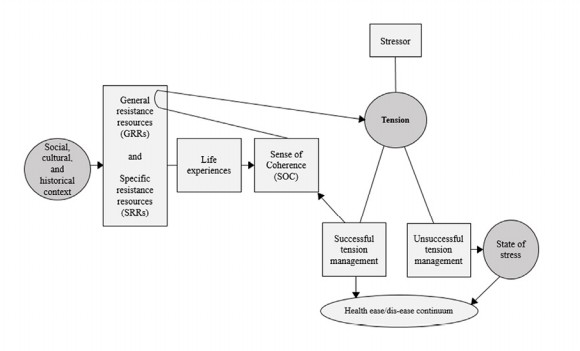 Stressor
Tension
General
resistance
resources
(GRRs)
and
Specific
resistance
resources
(SRRs)
Social,
cultural,
and
historical
context
Life
experiences
Sense of
Coherence
(SOC)
Successful
tension
management
Unsuccessful
tension
management
State of
stress
Health ease/dis-ease continuum